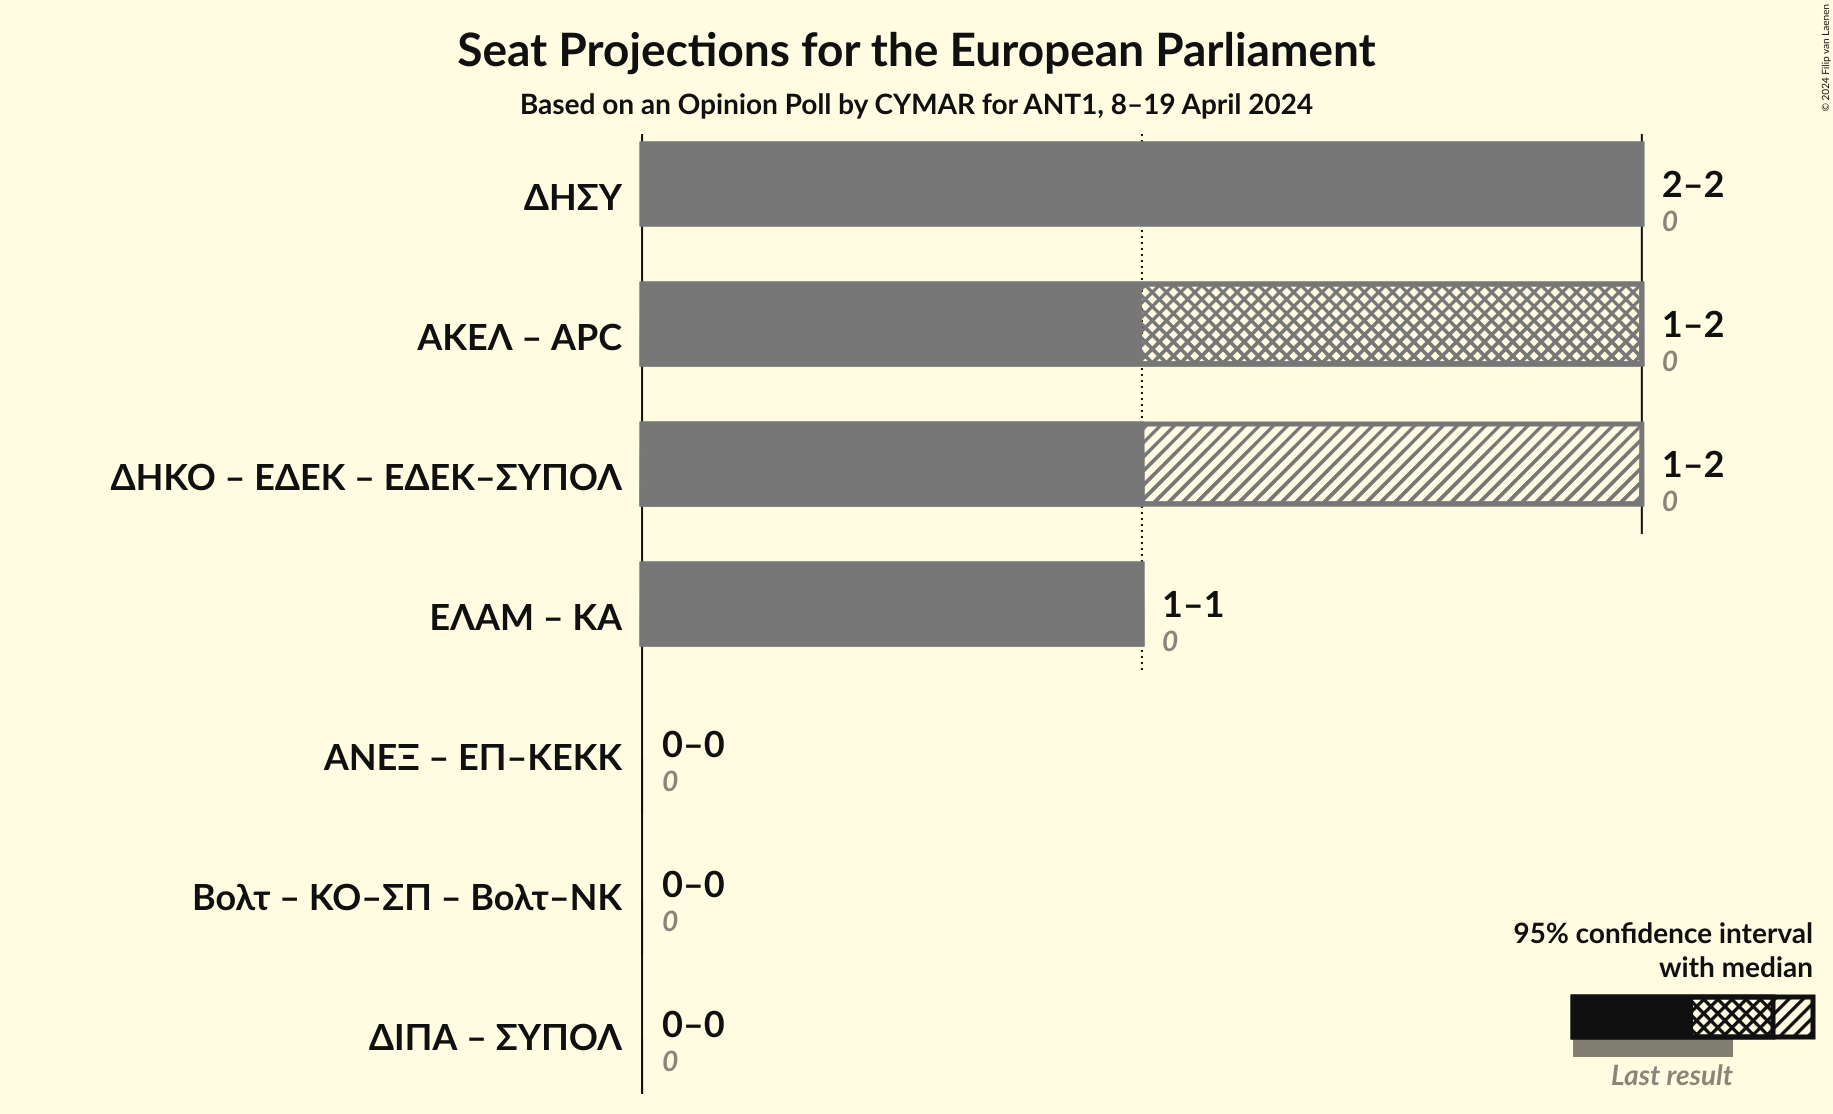 Seat Projections for the European Parliament
Based on an Opinion Poll by CYMAR for ANT1, 8–19 April 2024
© 2024 Filip van Laenen
ΔΗΣΥ
2–2
0
ΑΚΕΛ – APC
1–2
0
ΔΗΚΟ – ΕΔΕΚ – ΕΔΕΚ–ΣΥΠΟΛ
1–2
0
ΕΛΑΜ – ΚΑ
1–1
0
ΑΝΕΞ – ΕΠ–ΚΕΚΚ
0–0
0
Βολτ – ΚΟ–ΣΠ – Βολτ–ΝΚ
0–0
0
ΔΙΠΑ – ΣΥΠΟΛ
0–0
0
95% confidence interval
with median
Last result